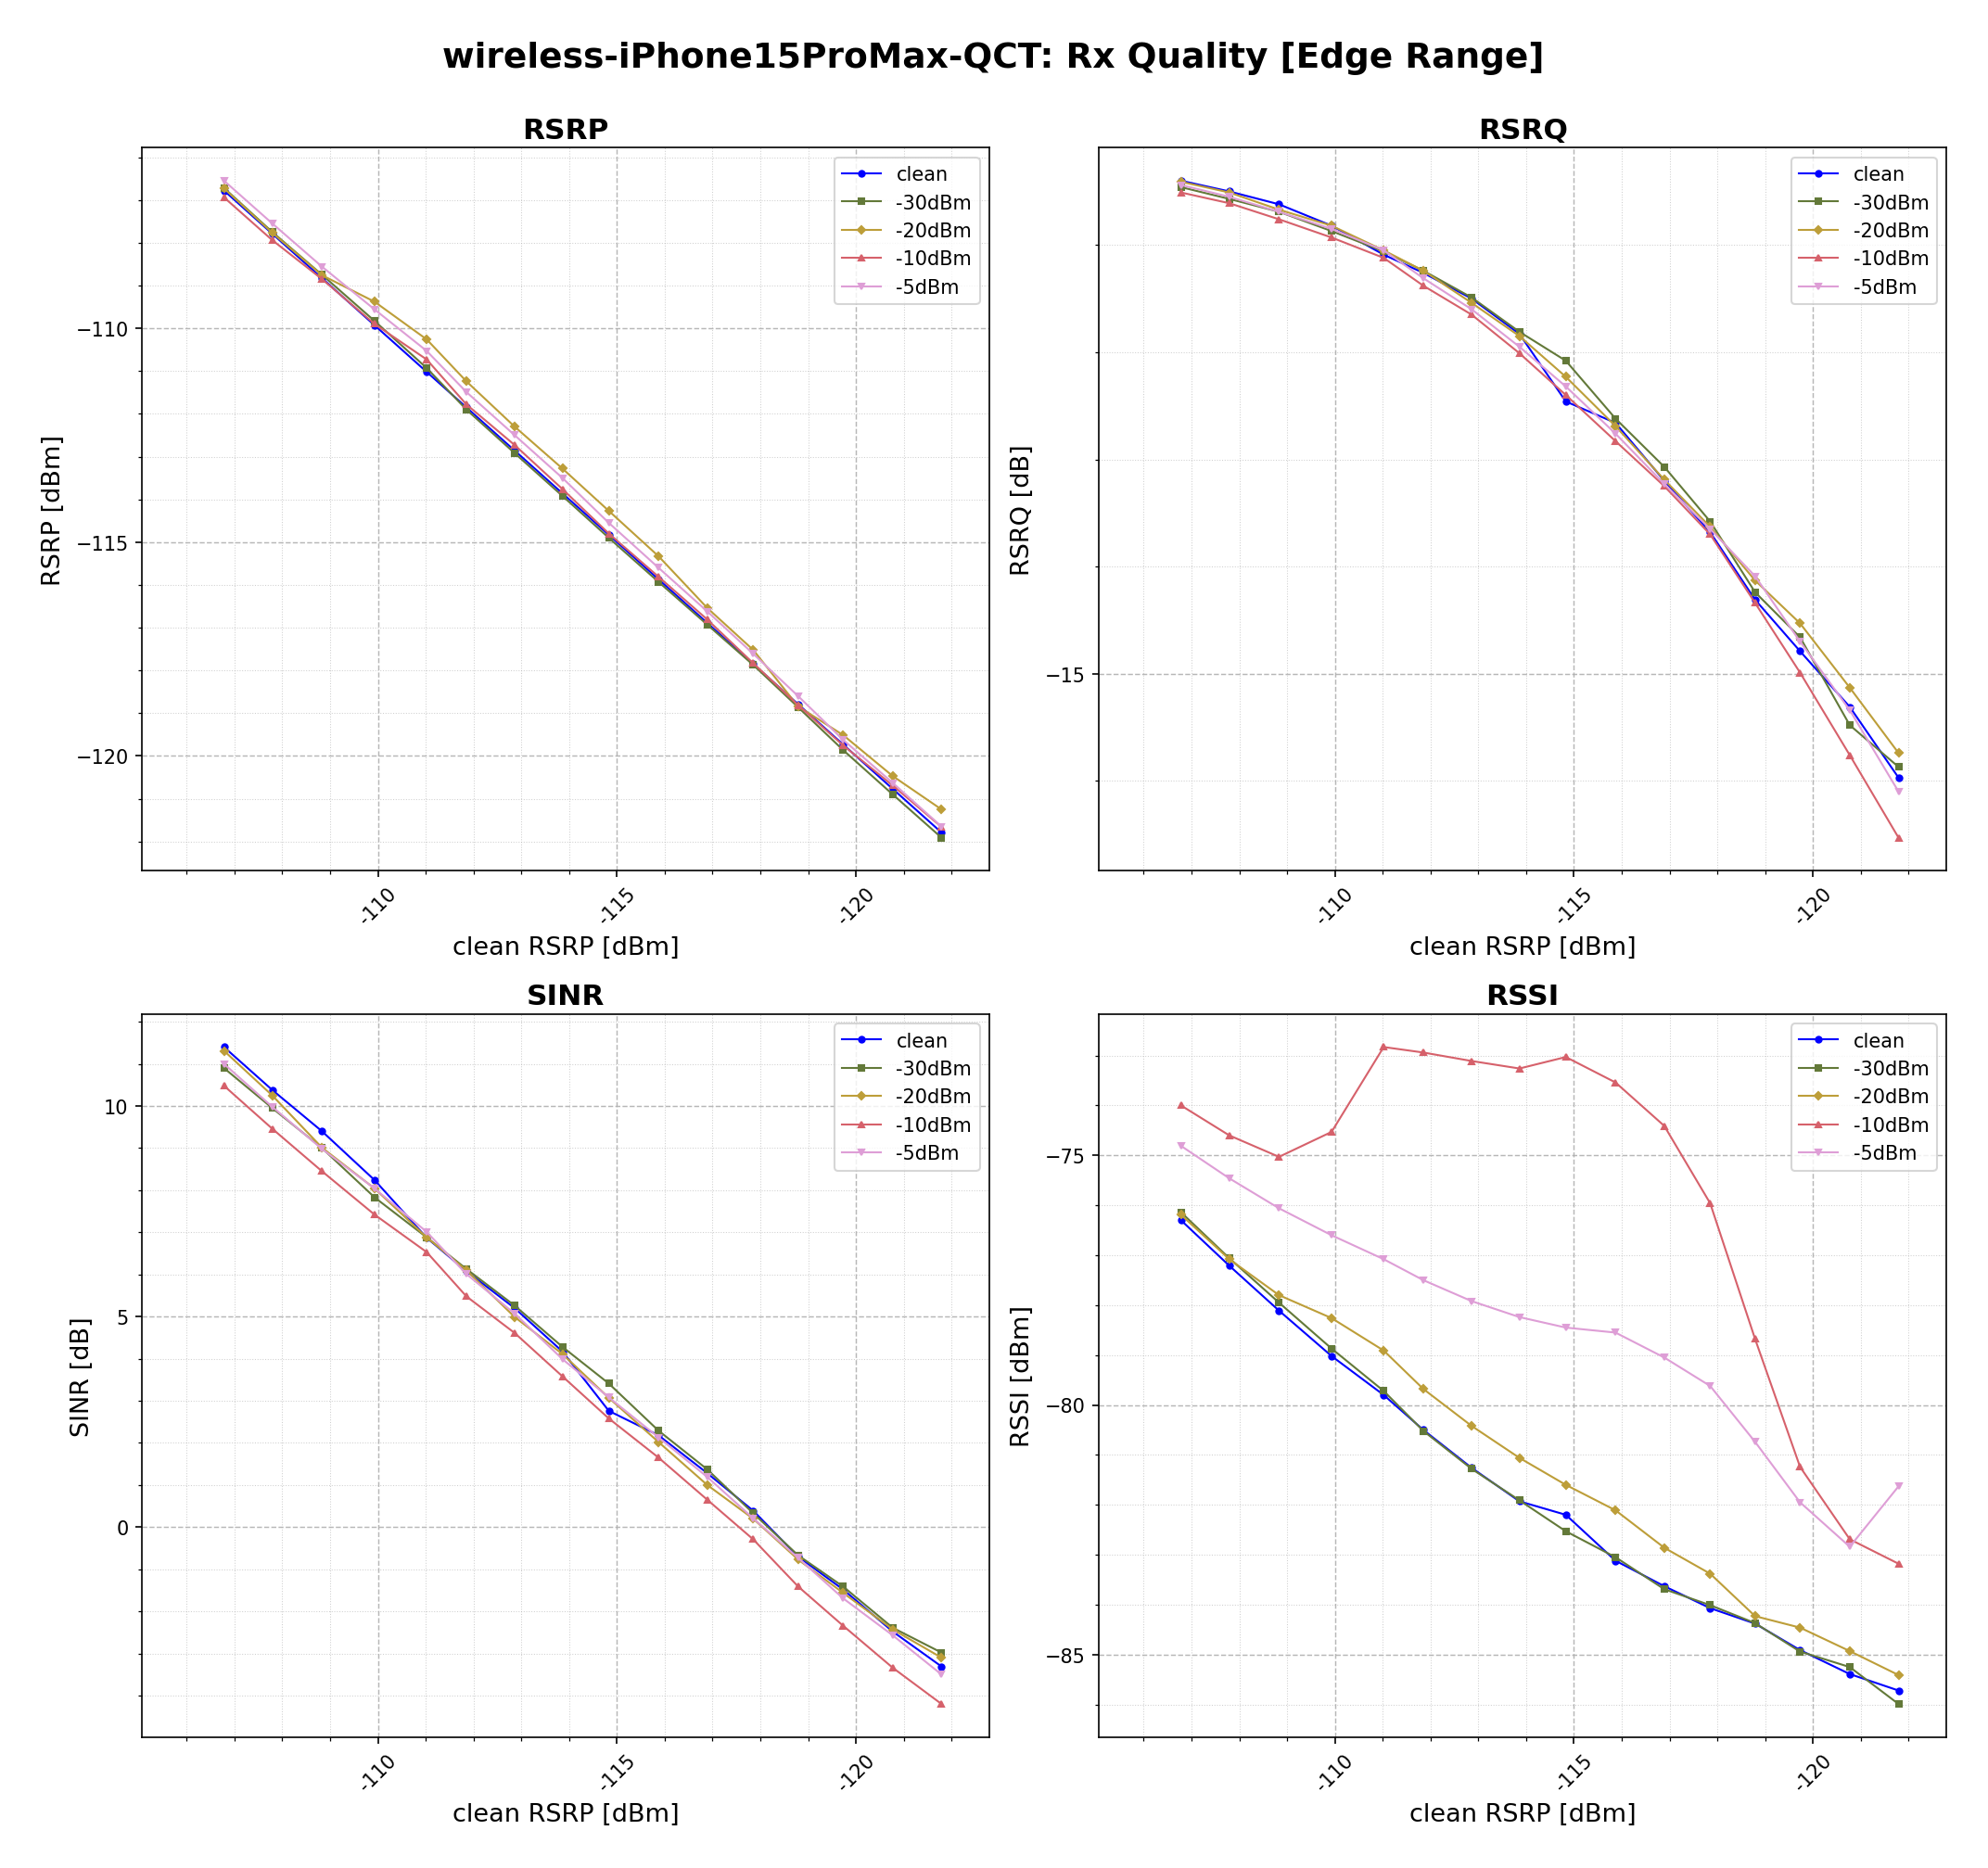 wireless-iPhone15ProMax-QCT: Rx Quality [Edge Range]
RSRP
RSRP [dBm]
−110
−115
−120
clean
-30dBm
-20dBm
-10dBm
-5dBm
-110
-115
-120
clean RSRP [dBm]
RSRQ
RSRQ [dB]
−15
clean
-30dBm
-20dBm
-10dBm
-5dBm
-110
-115
-120
clean RSRP [dBm]
SINR
SINR [dB]
10
5
0
clean
-30dBm
-20dBm
-10dBm
-5dBm
-110
-115
-120
clean RSRP [dBm]
RSSI
RSSI [dBm]
−75
−80
−85
clean
-30dBm
-20dBm
-10dBm
-5dBm
-110
-115
-120
clean RSRP [dBm]